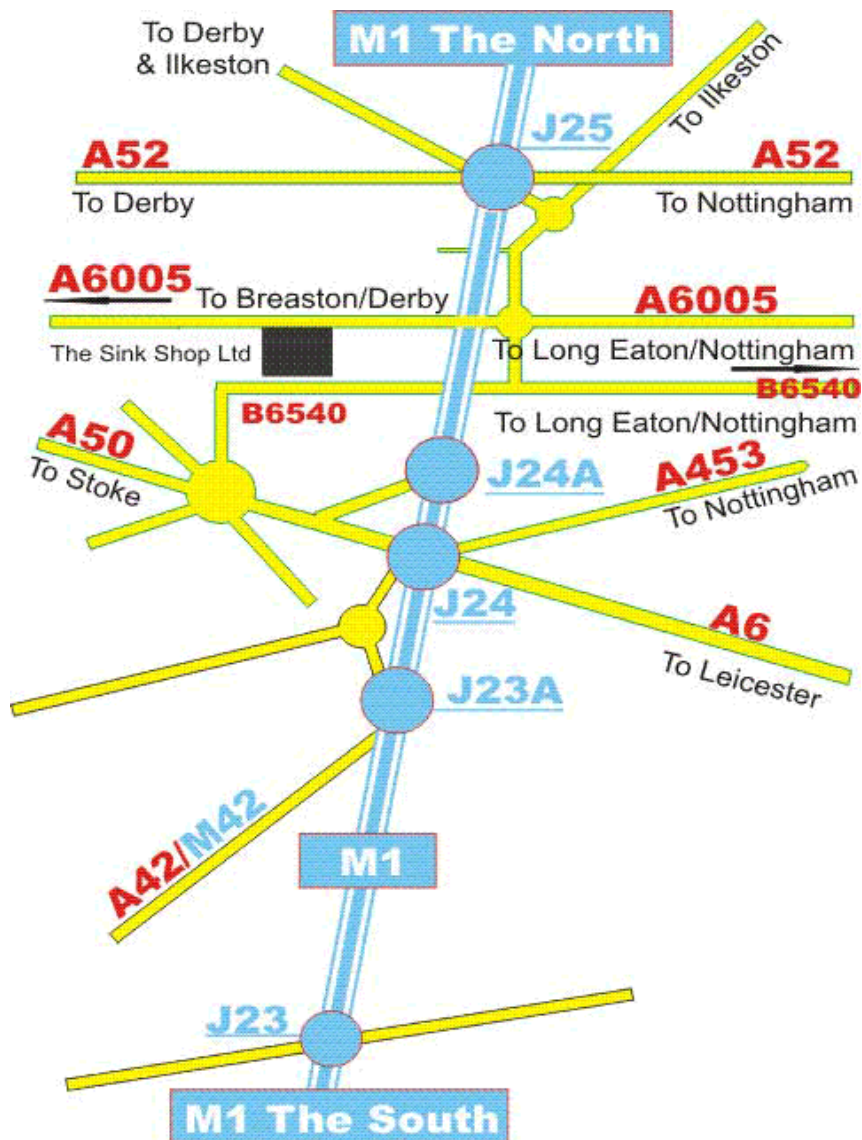 To Derby
& Ilkeston
M1 The North
To Ilkeston
J25
A52
A52
To Derby
To Nottingham
A6005
To Breaston/Derby
A6005
The Sink Shop Ltd
To Long Eaton/Nottingham
B6540
B6540
To Long Eaton/Nottingham
A50
To Stoke
J24A
A453
To Nottingham
J24
A6
To Leicester
J23A
A42/M42
M1
J23
M1 The South